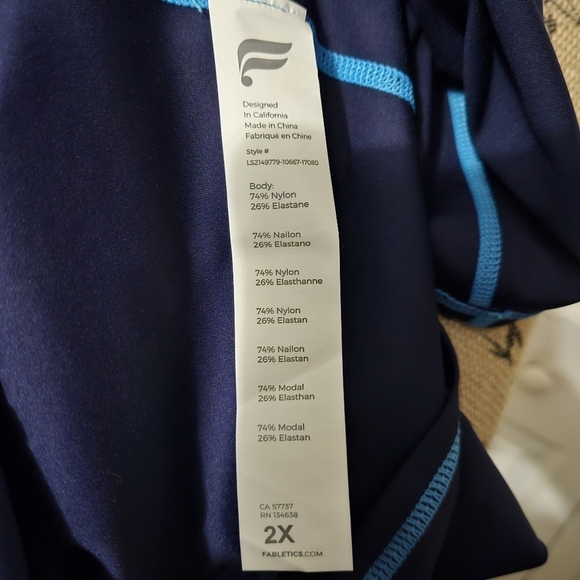 Designed
In California
Made in China
Fabriqué en Chine
Style #
LS2149779-10667-17080
Body:
74% Nylon
26% Elastane
74% Nailon
26% Elastano
74% Nylon
26% Elasthanne
74% Nylon
26% Elastan
74% Nailon
26% Elastan
74% Modal
26% Elasthan
74% Modal
26% Elastan
CA 57737
RN 134638
2X
FABLETICS.COM